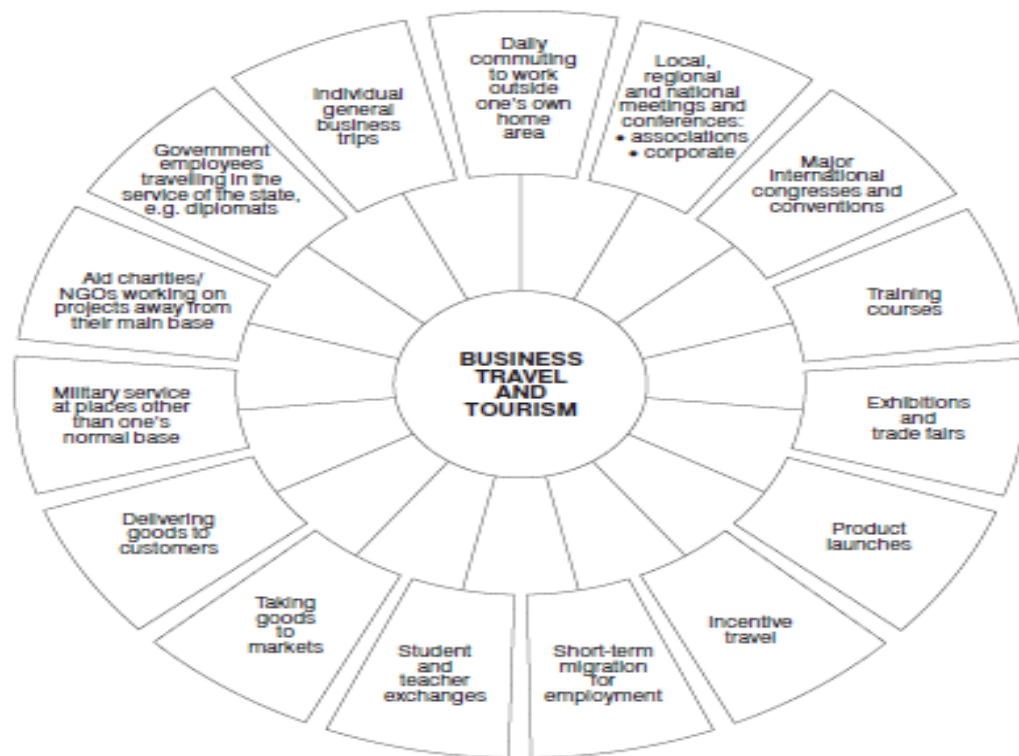 Daily
commuting
to work
outside
one's own
home
area
Local,
regional
and national
meetings and
conferences:
• associations
• corporate
Major
international
congresses and
conventions
Training
courses
Exhibitions
and
trade fairs
Product
launches
Incentive
travel
Short-term
migration
for
employment
Student
and
teacher
exchanges
Taking
goods
to
markets
Delivering
goods to
customers
Military service
at places other
than one's
normal base
Aid charities/
NGOs working on
projects away from
their main base
Government
employees
travelling in the
service of the state,
e.g. diplomats
Individual
general
business
trips
BUSINESS
TRAVEL
AND
TOURISM